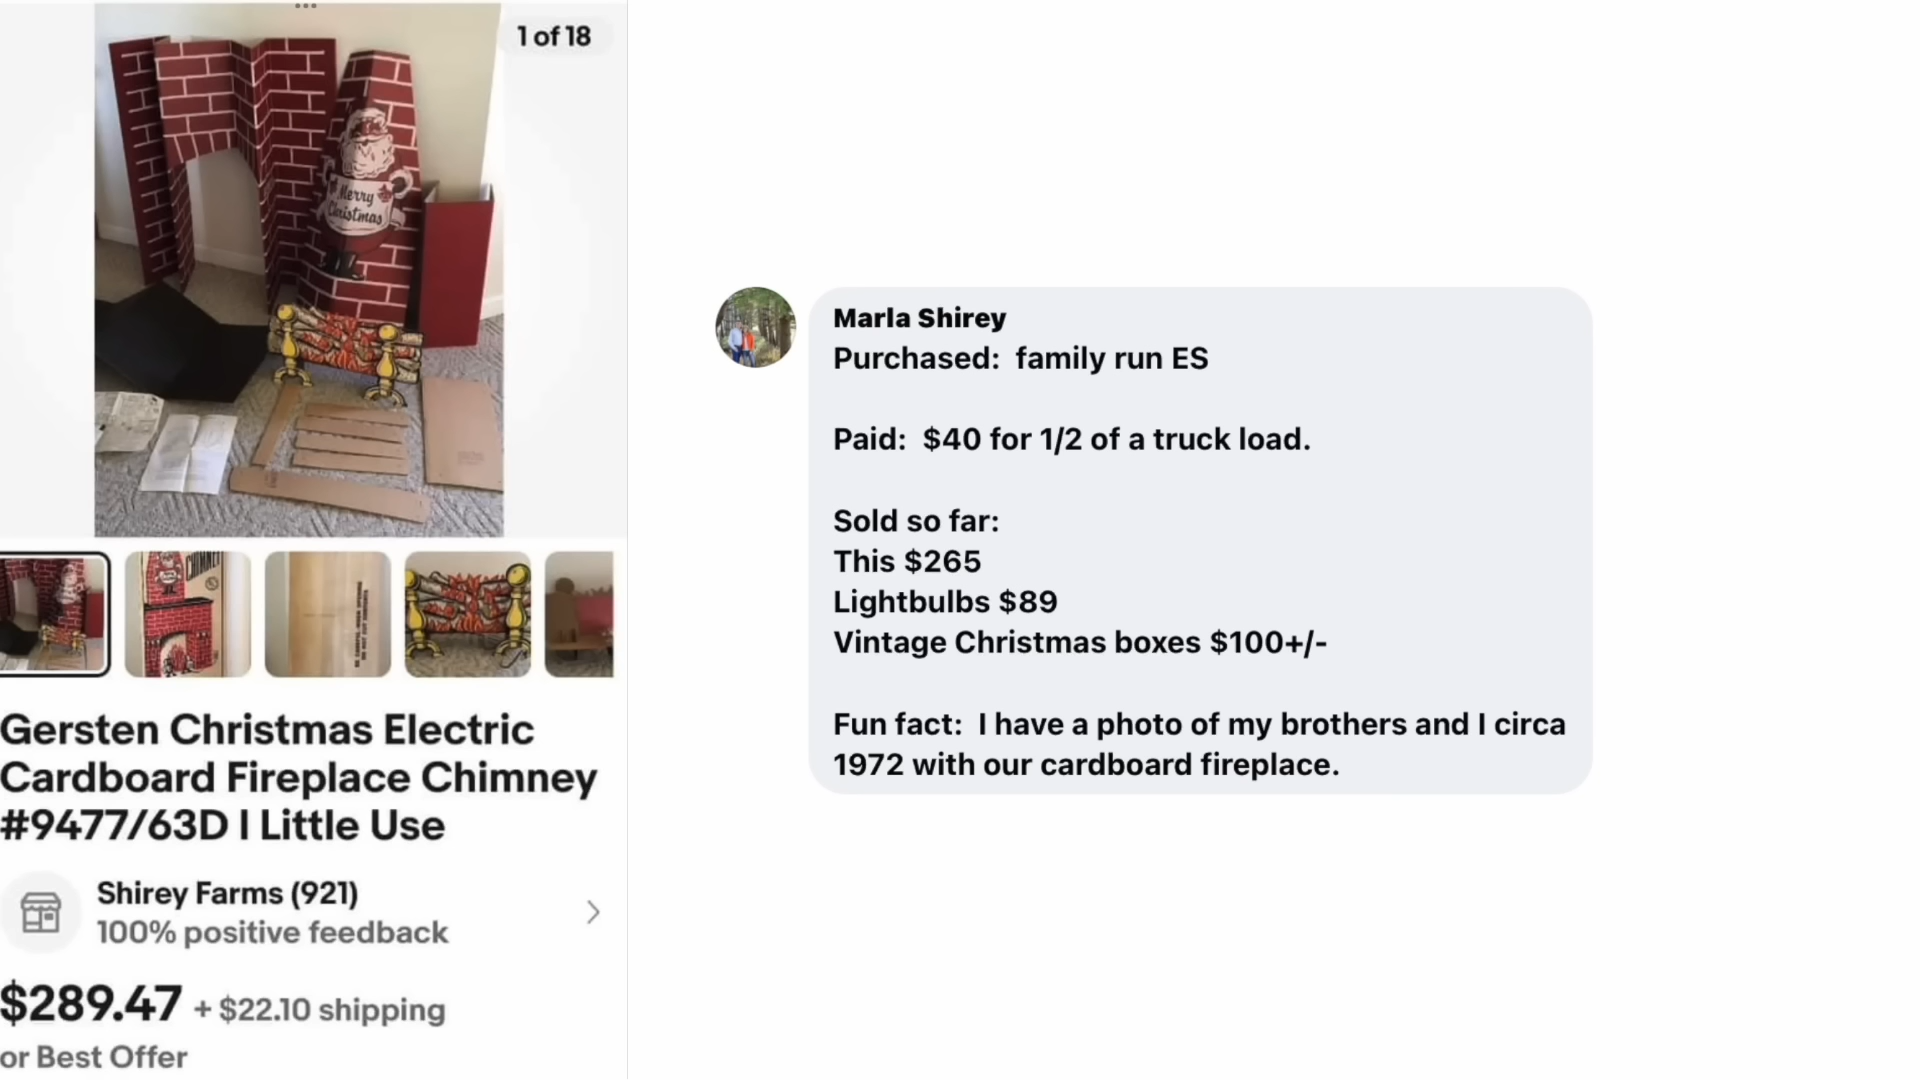 1 of 18
Merry
Christmas
CHIMNEY
Gersten Christmas Electric
Cardboard Fireplace Chimney
#9477/63D I Little Use
Shirey Farms (921)
100% positive feedback
$289.47 + $22.10 shipping
or Best Offer
Marla Shirey
Purchased:  family run ES
Paid:  $40 for 1/2 of a truck load.
Sold so far:
This $265
Lightbulbs $89
Vintage Christmas boxes $100+/-
Fun fact:  I have a photo of my brothers and I circa
1972 with our cardboard fireplace.